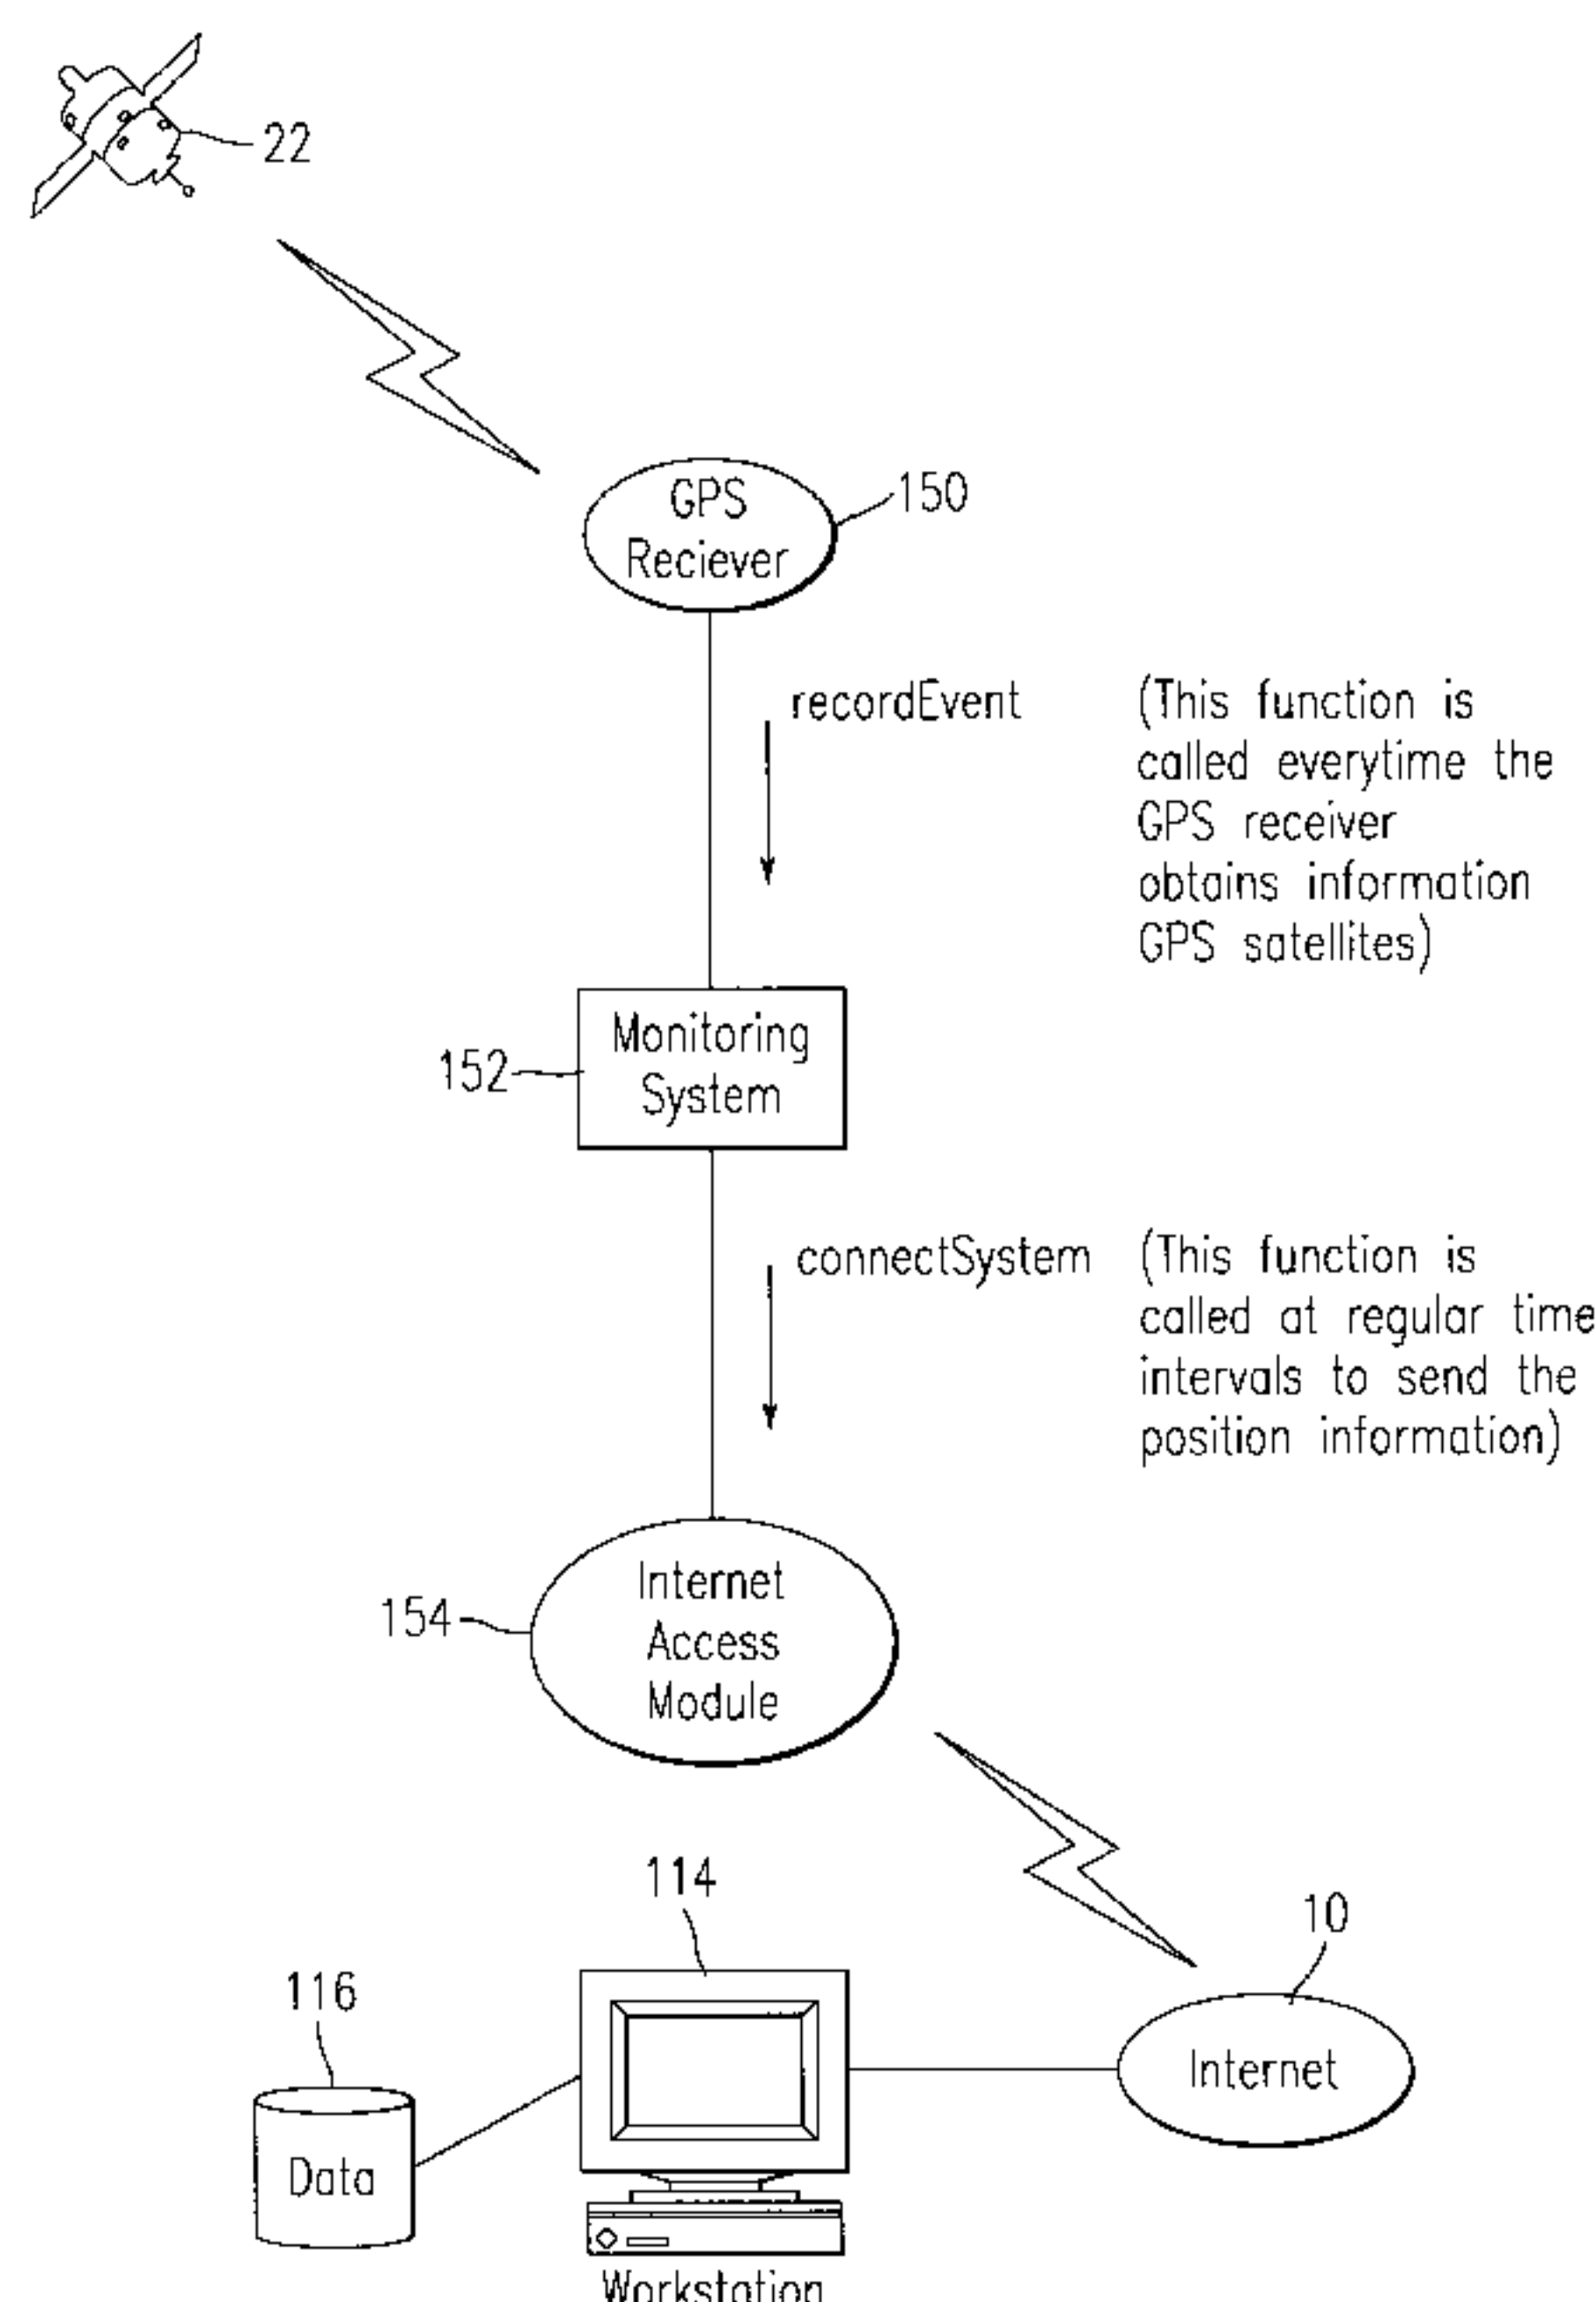 22
GPS
Reciever
150
recordEvent
(This function is
called everytime the
GPS receiver
obtains information
GPS satellites)
Monitoring
System
152
connectSystem
(This function is
called at regular time
intervals to send the
position information)
Internet
Access
Module
154
114
10
116
Internet
Data
Workstation